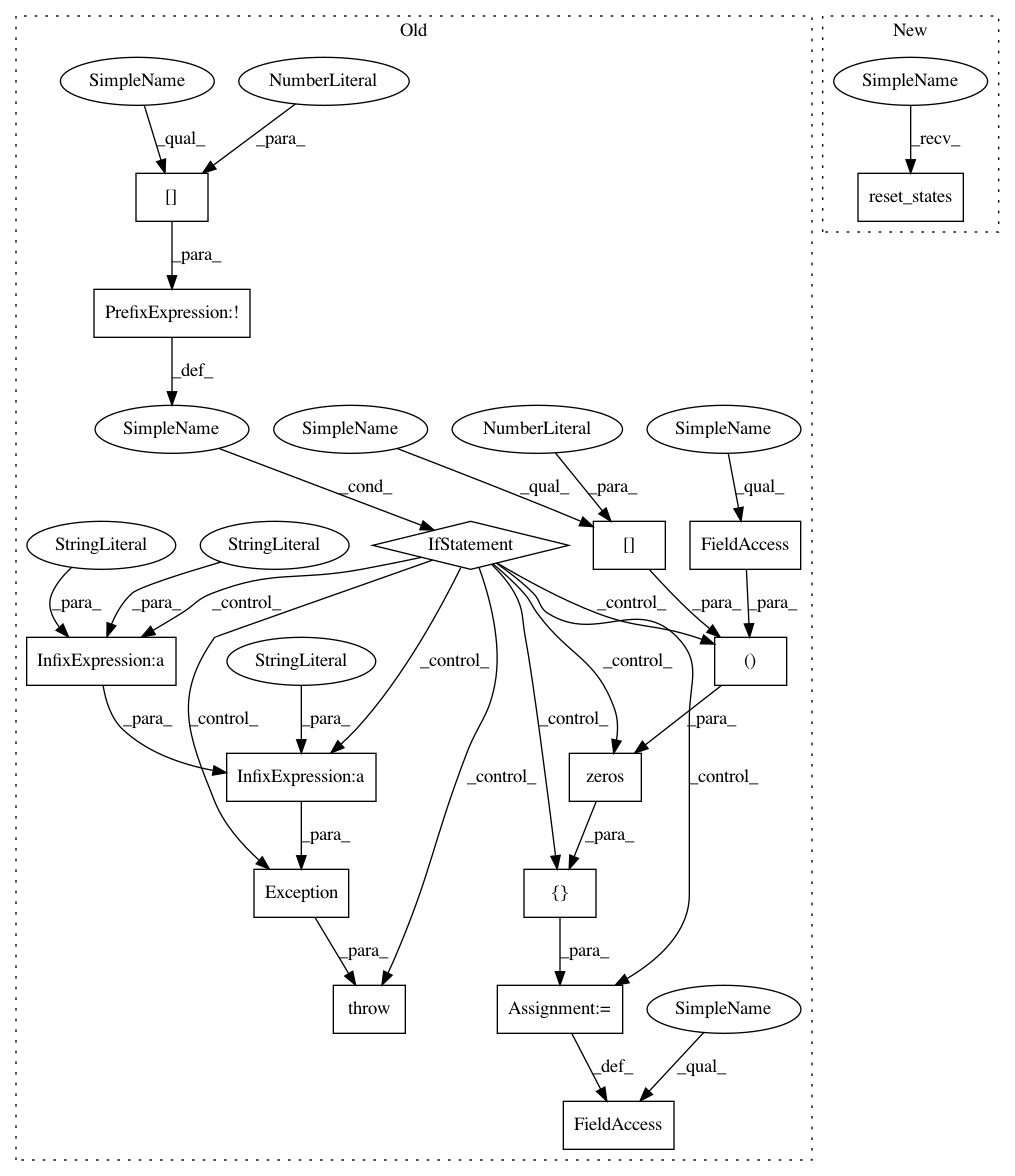 Old
New
SimpleName
NumberLiteral
SimpleName
_qual_
_para_
_recv_
[]
reset_states
_para_
PrefixExpression:!
_def_
SimpleName
SimpleName
NumberLiteral
SimpleName
_cond_
_qual_
_para_
_qual_
StringLiteral
StringLiteral
IfStatement
[]
FieldAccess
_para_
_para_
_control_
_control_
_para_
_para_
InfixExpression:a
StringLiteral
_control_
_control_
()
_para_
_control_
_para_
_control_
_para_
InfixExpression:a
_control_
zeros
_control_
_para_
_para_
Exception
{}
_para_
_para_
throw
Assignment:=
SimpleName
_def_
_qual_
FieldAccess